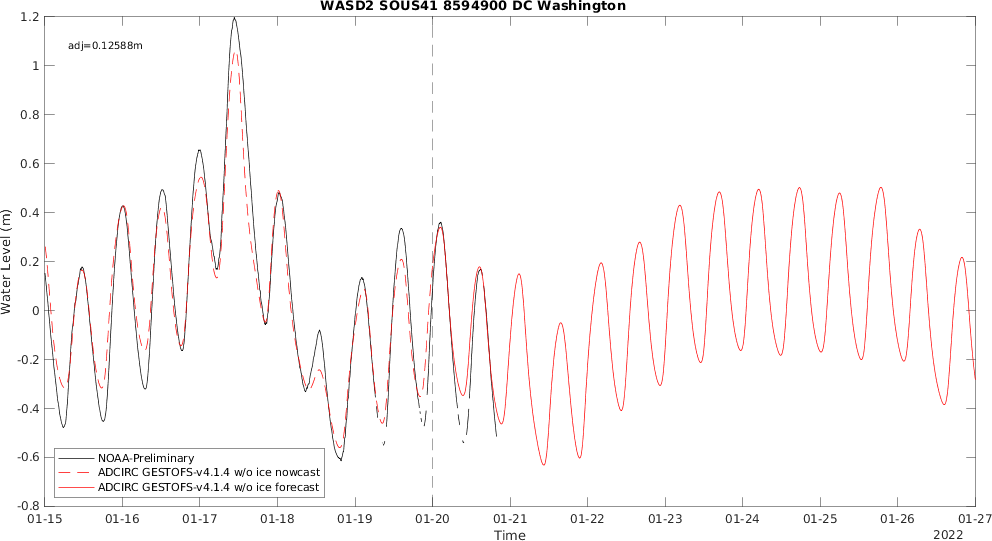 WASD2 SOUS41 8594900 DC Washington
adj=0.12588m
Water Level (m)
1.2
1
0.8
0.6
0.4
0.2
0
-0.2
-0.4
-0.6
-0.8
NOAA-Preliminary
ADCIRC GESTOFS-v4.1.4 w/o ice nowcast
ADCIRC GESTOFS-v4.1.4 w/o ice forecast
01-15 01-16 01-17 01-18 01-19 01-20 01-21 01-22 01-23 01-24 01-25 01-26 01-27
Time
2022